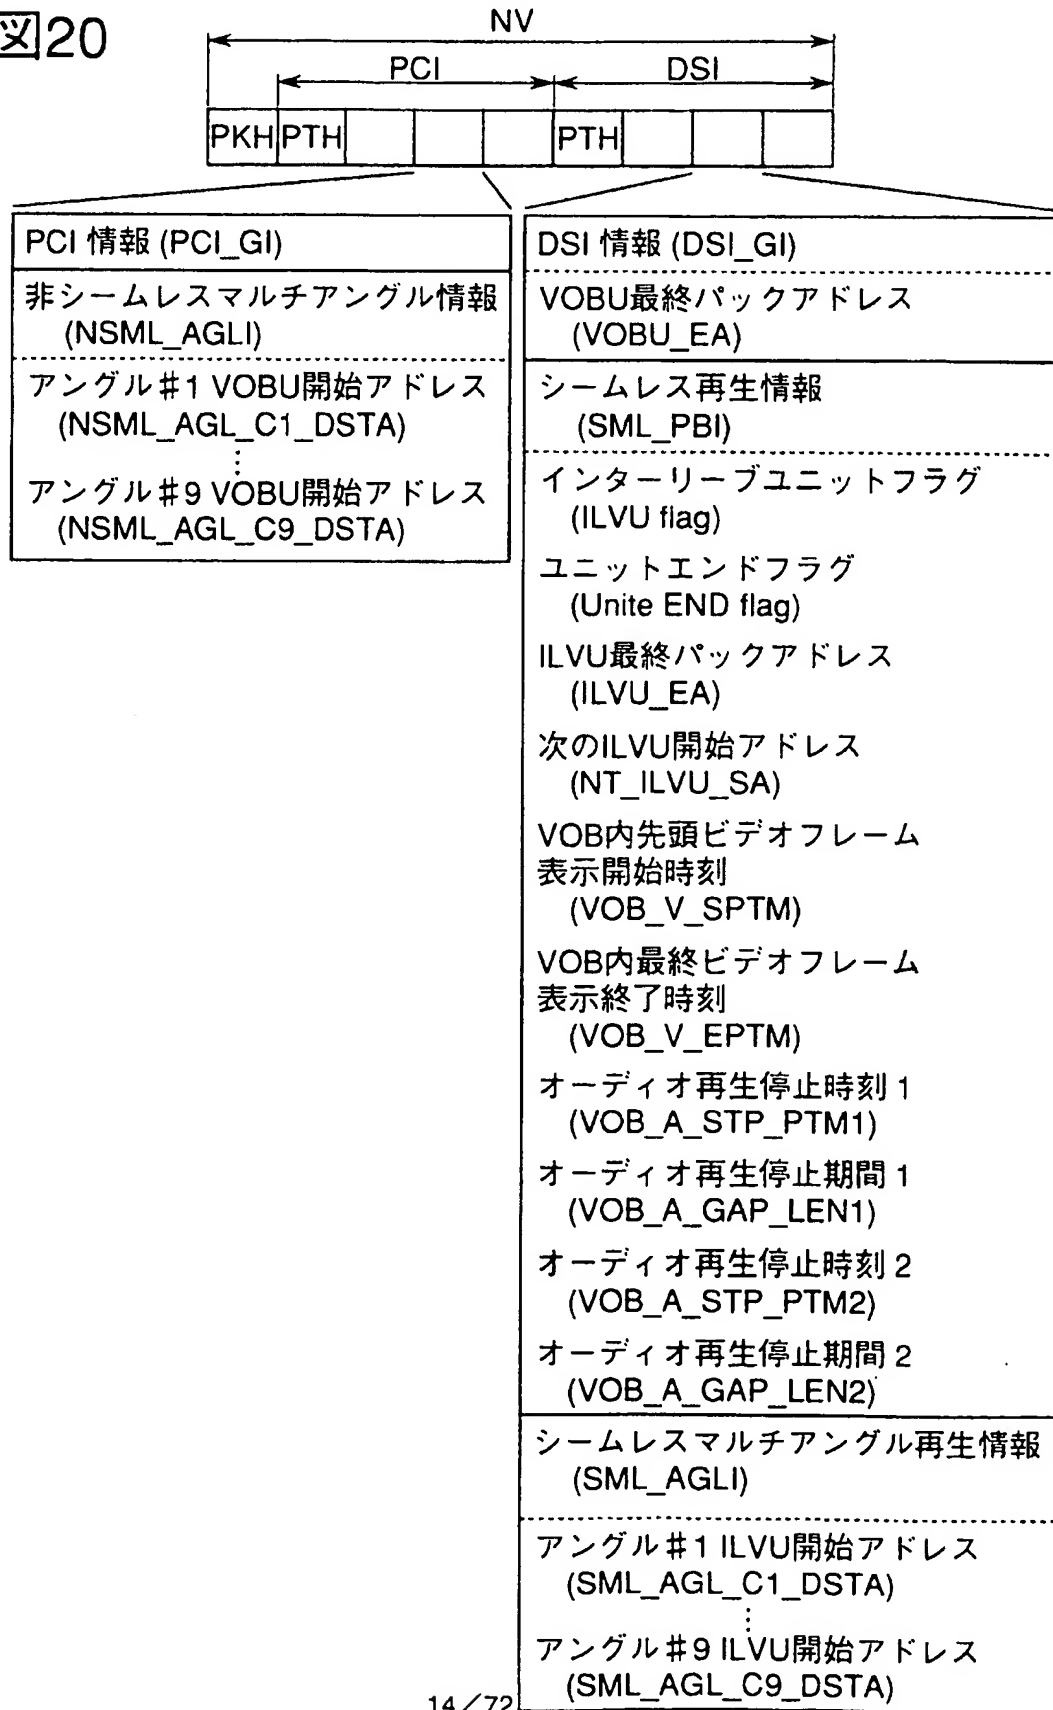 図20
NV
PCI
DSI
PKH PTH PTH
PCI 情報 (PCI_GI)
非シームレスマルチアングル情報
(NSML_AGLI)
アングル#1 VOBU開始アドレス
(NSML_AGL_C1_DSTA)
⋮
アングル#9 VOBU開始アドレス
(NSML_AGL_C9_DSTA)
DSI 情報 (DSI_GI)
VOBU最終パックアドレス
(VOBU_EA)
シームレス再生情報
(SML_PBI)
インターリーブユニットフラグ
(ILVU flag)
ユニットエンドフラグ
(Unite END flag)
ILVU最終パックアドレス
(ILVU_EA)
次のILVU開始アドレス
(NT_ILVU_SA)
VOB内先頭ビデオフレーム
表示開始時刻
(VOB_V_SPTM)
VOB内最終ビデオフレーム
表示終了時刻
(VOB_V_EPTM)
オーディオ再生停止時刻 1
(VOB_A_STP_PTM1)
オーディオ再生停止期間 1
(VOB_A_GAP_LEN1)
オーディオ再生停止時刻 2
(VOB_A_STP_PTM2)
オーディオ再生停止期間 2
(VOB_A_GAP_LEN2)
シームレスマルチアングル再生情報
(SML_AGLI)
アングル#1 ILVU開始アドレス
(SML_AGL_C1_DSTA)
⋮
アングル#9 ILVU開始アドレス
(SML_AGL_C9_DSTA)
14/72